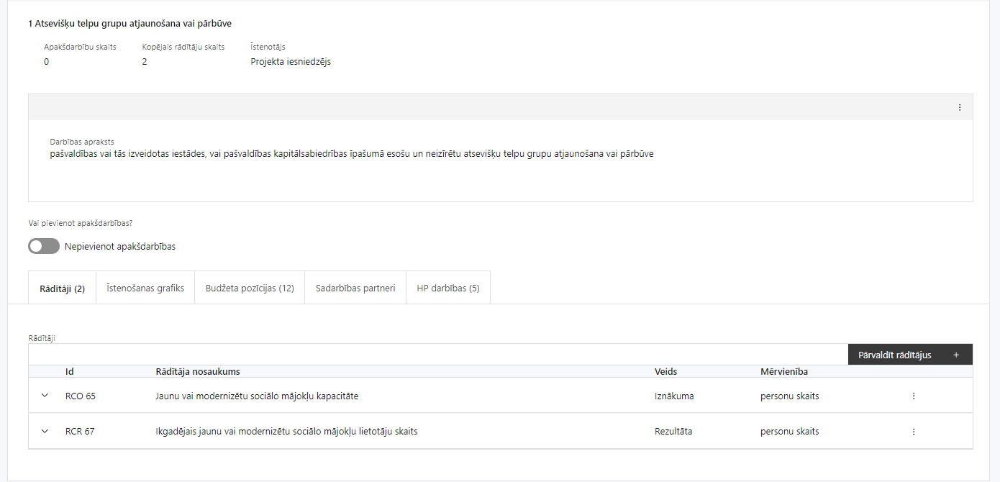 1 Atsevišķu telpu grupu atjaunošana vai pārbūve
Apakšdarbību skaits Kopējais rādītāju skaits Īstenotājs
0 2 Projekta iesniedzējs
Darbības apraksts
pašvaldības vai tās izveidotas iestādes, vai pašvaldības kapitālsabiedrības īpašumā esošu un neizīrētu atsevišķu telpu grupu atjaunošana vai pārbūve
Vai pievienot apakšdarbības?
Nepievienot apakšdarbības
Rādītāji (2) Īstenošanas grafiks Budžeta pozīcijas (12) Sadarbības partneri HP darbības (5)
Rādītāji
Pārvaldīt rādītājus +
Id Rādītāja nosaukums Veids Mērvienība
RCO 65 Jaunu vai modernizētu sociālo mājokļu kapacitāte Iznākuma personu skaits
RCR 67 Ikgadējais jaunu vai modernizētu sociālo mājokļu lietotāju skaits Rezultāta personu skaits